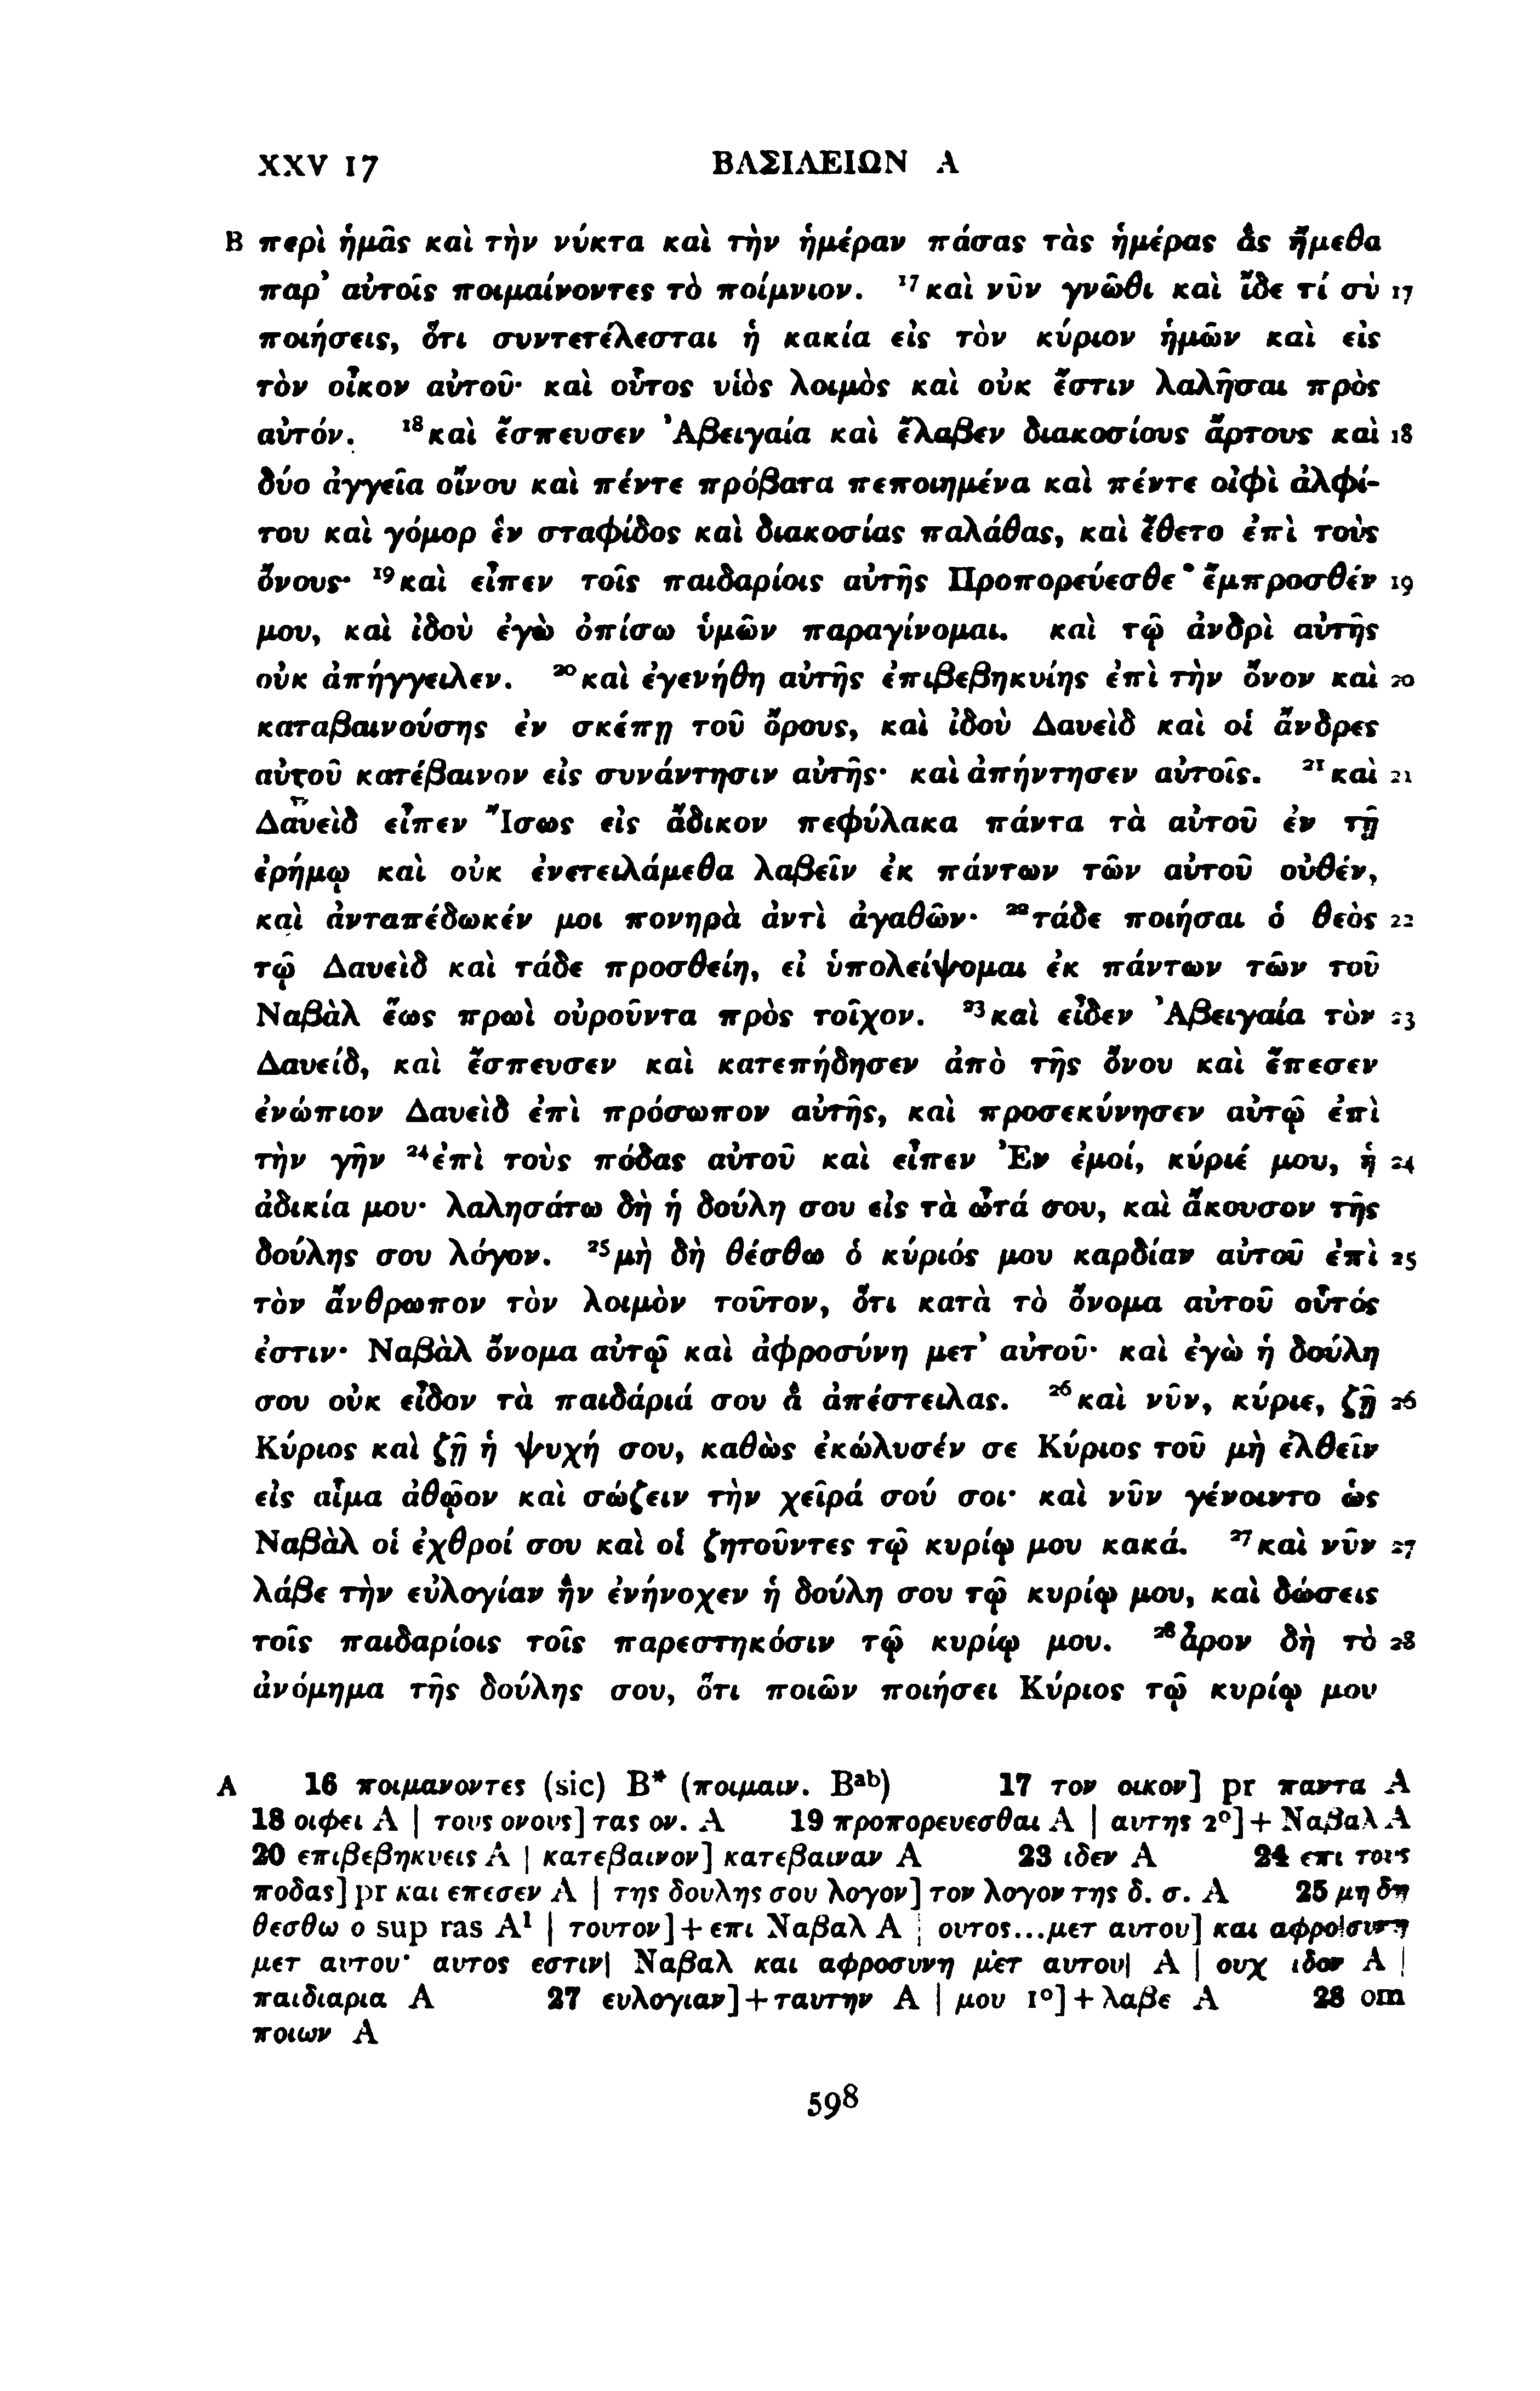 XXV 17 ΒΑΣΙΛΕΙΩΝ Α
B περὶ ἡμᾶς καὶ τὴν νύκτα καὶ τὴν ἡμέραν πάσας τὰς ἡμέρας ἃς ἤμεθα
παρ’ αὐτοῖς ποιμαίνοντες τὸ ποίμνιον. ¹⁷καὶ νῦν γνῶθι καὶ ἴδε τί σὺ 17
ποιήσεις, ὅτι συντετέλεσται ἡ κακία εἰς τὸν κύριον ἡμῶν καὶ εἰς
τὸν οἶκον αὐτοῦ· καὶ οὗτος υἱὸς λοιμὸς καὶ οὐκ ἔστιν λαλῆσαι πρὸς
αὐτόν. ¹⁸καὶ ἔσπευσεν Ἀβειγαία καὶ ἔλαβεν διακοσίους ἄρτους καὶ 18
δύο ἀγγεῖα οἴνου καὶ πέντε πρόβατα πεποιημένα καὶ πέντε οἰφὶ ἀλφί-
του καὶ γόμορ ἓν σταφίδος καὶ διακοσίας παλάθας, καὶ ἔθετο ἐπὶ τοὺς
ὄνους· ¹⁹καὶ εἶπεν τοῖς παιδαρίοις αὐτῆς Προπορεύεσθε ἔμπροσθέν 19
μου, καὶ ἰδοὺ ἐγὼ ὀπίσω ὑμῶν παραγίνομαι. καὶ τῷ ἀνδρὶ αὐτῆς
οὐκ ἀπήγγειλεν. ²⁰καὶ ἐγενήθη αὐτῆς ἐπιβεβηκυίης ἐπὶ τὴν ὄνον καὶ 20
καταβαινούσης ἐν σκέπῃ τοῦ ὄρους, καὶ ἰδοὺ Δαυεὶδ καὶ οἱ ἄνδρες
αὐτοῦ κατέβαινον εἰς συνάντησιν αὐτῆς· καὶ ἀπήντησεν αὐτοῖς. ²¹καὶ 21
Δαυεὶδ εἶπεν Ἴσως εἰς ἄδικον πεφύλακα πάντα τὰ αὐτοῦ ἐν τῇ
ἐρήμῳ καὶ οὐκ ἐνετειλάμεθα λαβεῖν ἐκ πάντων τῶν αὐτοῦ οὐθέν,
καὶ ἀνταπέδωκέν μοι πονηρὰ ἀντὶ ἀγαθῶν· ²²τάδε ποιήσαι ὁ θεὸς 22
τῷ Δαυεὶδ καὶ τάδε προσθείη, εἰ ὑπολείψομαι ἐκ πάντων τῶν τοῦ
Ναβὰλ ἕως πρωὶ οὐροῦντα πρὸς τοῖχον. ²³καὶ εἶδεν Ἀβειγαία τὸν 23
Δαυείδ, καὶ ἔσπευσεν καὶ κατεπήδησεν ἀπὸ τῆς ὄνου καὶ ἔπεσεν
ἐνώπιον Δαυεὶδ ἐπὶ πρόσωπον αὐτῆς, καὶ προσεκύνησεν αὐτῷ ἐπὶ
τὴν γῆν ²⁴ἐπὶ τοὺς πόδας αὐτοῦ καὶ εἶπεν Ἐν ἐμοί, κύριέ μου, ἡ 24
ἀδικία μου· λαλησάτω δὴ ἡ δούλη σου εἰς τὰ ὦτά σου, καὶ ἄκουσον τῆς
δούλης σου λόγον. ²⁵μὴ δὴ θέσθω ὁ κύριός μου καρδίαν αὐτοῦ ἐπὶ 25
τὸν ἄνθρωπον τὸν λοιμὸν τοῦτον, ὅτι κατὰ τὸ ὄνομα αὐτοῦ οὗτός
ἐστιν· Ναβὰλ ὄνομα αὐτῷ καὶ ἀφροσύνη μετ’ αὐτοῦ· καὶ ἐγὼ ἡ δούλη
σου οὐκ εἶδον τὰ παιδάριά σου ἃ ἀπέστειλας. ²⁶καὶ νῦν, κύριε, ζῇ 26
Κύριος καὶ ζῇ ἡ ψυχή σου, καθὼς ἐκώλυσέν σε Κύριος τοῦ μὴ ἐλθεῖν
εἰς αἷμα ἀθῷον καὶ σώζειν τὴν χεῖρά σού σοι· καὶ νῦν γένοιντο ὡς
Ναβὰλ οἱ ἐχθροί σου καὶ οἱ ζητοῦντες τῷ κυρίῳ μου κακά. ²⁷καὶ νῦν 27
λάβε τὴν εὐλογίαν ἣν ἐνήνοχεν ἡ δούλη σου τῷ κυρίῳ μου, καὶ δώσεις
τοῖς παιδαρίοις τοῖς παρεστηκόσιν τῷ κυρίῳ μου. ²⁸ἆρον δὴ τὸ 28
ἀνόμημα τῆς δούλης σου, ὅτι ποιῶν ποιήσει Κύριος τῷ κυρίῳ μου
A 16 ποιμανοντες (sic) B* (ποιμαιν. Bᵃᵇ) 17 τον οικον] pr παντα A
18 οιφει A | τους ονους] τας ον. A 19 προπορευεσθαι A | αυτης 2º] + Ναβαλ A
20 επιβεβηκυεις A | κατεβαινον] κατεβαιναν A 23 ιδεν A 24 επι τους
ποδας] pr και επεσεν A | της δουλης σου λογον] τον λογον της δ. σ. A 25 μη δη
θεσθω ο sup ras A¹ | τουτον] + επι Ναβαλ A | ουτος...μετ αυτου] και αφρο|συνη
μετ αυτου· αυτος εστιν| Ναβαλ και αφροσυνη μετ αυτου| A | ουχ ιδον A |
παιδιαρια A 27 ευλογιαν] + ταυτην A | μου 1º] + λαβε A 28 om
ποιων A
598